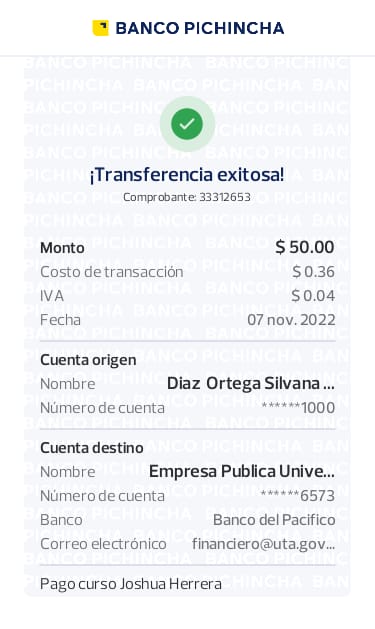 BANCO PICHINCHA
¡Transferencia exitosa!
Comprobante: 33312653
Monto $ 50.00
Costo de transacción $ 0.36
IVA $ 0.04
Fecha 07 nov. 2022
Cuenta origen
Nombre Diaz Ortega Silvana ...
Número de cuenta ******1000
Cuenta destino
Nombre Empresa Publica Unive...
Número de cuenta ******6573
Banco Banco del Pacifico
Correo electrónico financiero@uta.gov...
Pago curso Joshua Herrera